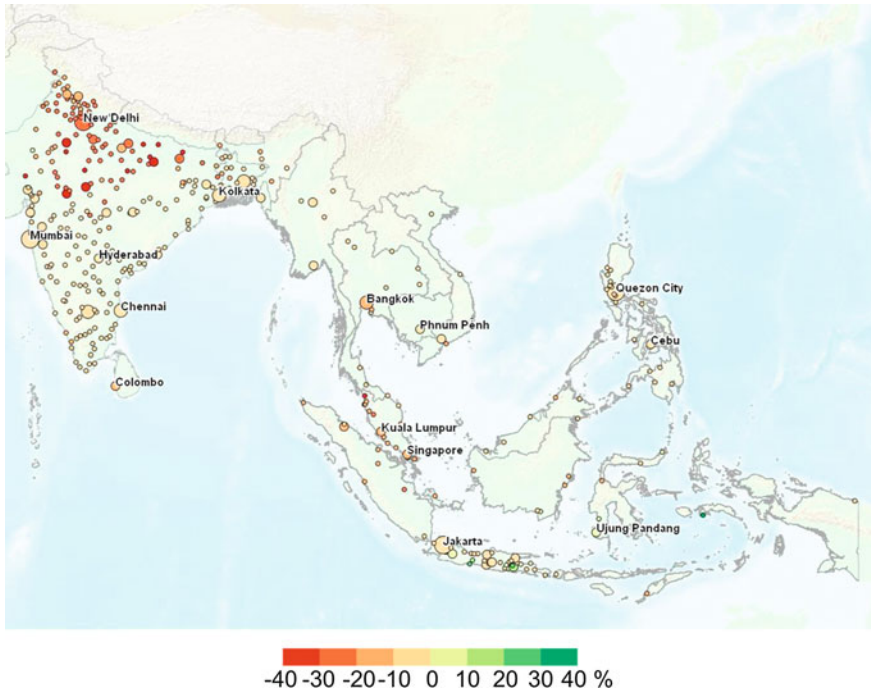 New Delhi
Kolkata
Mumbai
Hyderabad
Chennai
Bangkok
Quezon City
Phnum Penh
Cebu
Colombo
Kuala Lumpur
Singapore
Ujung Pandang
Jakarta
-40 -30 -20 -10 0 10 20 30 40 %